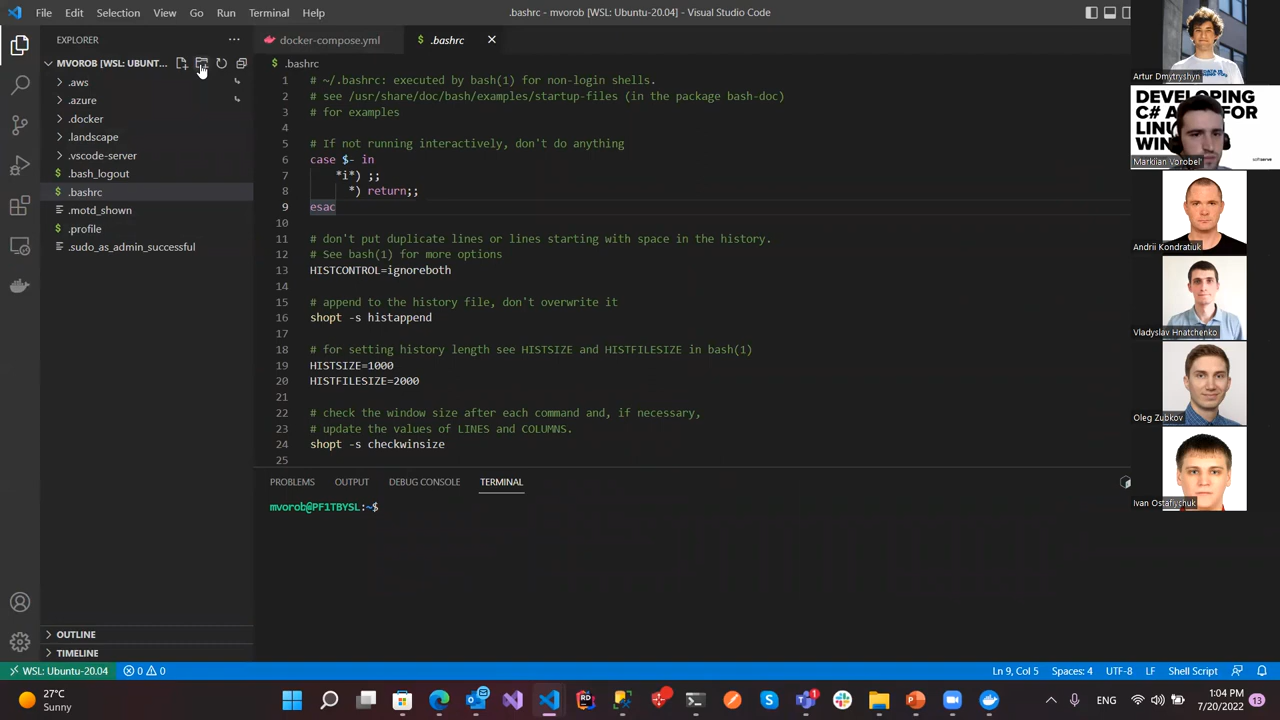 File Edit Selection View Go Run Terminal Help
.bashrc - mvorob [WSL: Ubuntu-20.04] - Visual Studio Code
EXPLORER
MVOROB [WSL: UBUNT...
.aws
.azure
.docker
.landscape
.vscode-server
.bash_logout
.bashrc
.motd_shown
.profile
.sudo_as_admin_successful
OUTLINE
TIMELINE
docker-compose.yml
.bashrc
.bashrc
1 # ~/.bashrc: executed by bash(1) for non-login shells.
2 # see /usr/share/doc/bash/examples/startup-files (in the package bash-doc)
3 # for examples
4
5 # If not running interactively, don't do anything
6 case $- in
7 *i*) ;;
8 *) return;;
9 esac
10
11 # don't put duplicate lines or lines starting with space in the history.
12 # See bash(1) for more options
13 HISTCONTROL=ignoreboth
14
15 # append to the history file, don't overwrite it
16 shopt -s histappend
17
18 # for setting history length see HISTSIZE and HISTFILESIZE in bash(1)
19 HISTSIZE=1000
20 HISTFILESIZE=2000
21
22 # check the window size after each command and, if necessary,
23 # update the values of LINES and COLUMNS.
24 shopt -s checkwinsize
25
PROBLEMS OUTPUT DEBUG CONSOLE TERMINAL
mvorob@PF1TBYSL:~$
Artur Dmytryshyn
DEVELOPING
C# FOR
softserve
Markiian Vorobel'
Andrii Kondratiuk
Vladyslav Hnatchenko
Oleg Zubkov
Ivan Ostafiychuk
WSL: Ubuntu-20.04 0 0
Ln 9, Col 5 Spaces: 4 UTF-8 LF Shell Script
27°C
Sunny
1
ENG
1:04 PM
7/20/2022
13